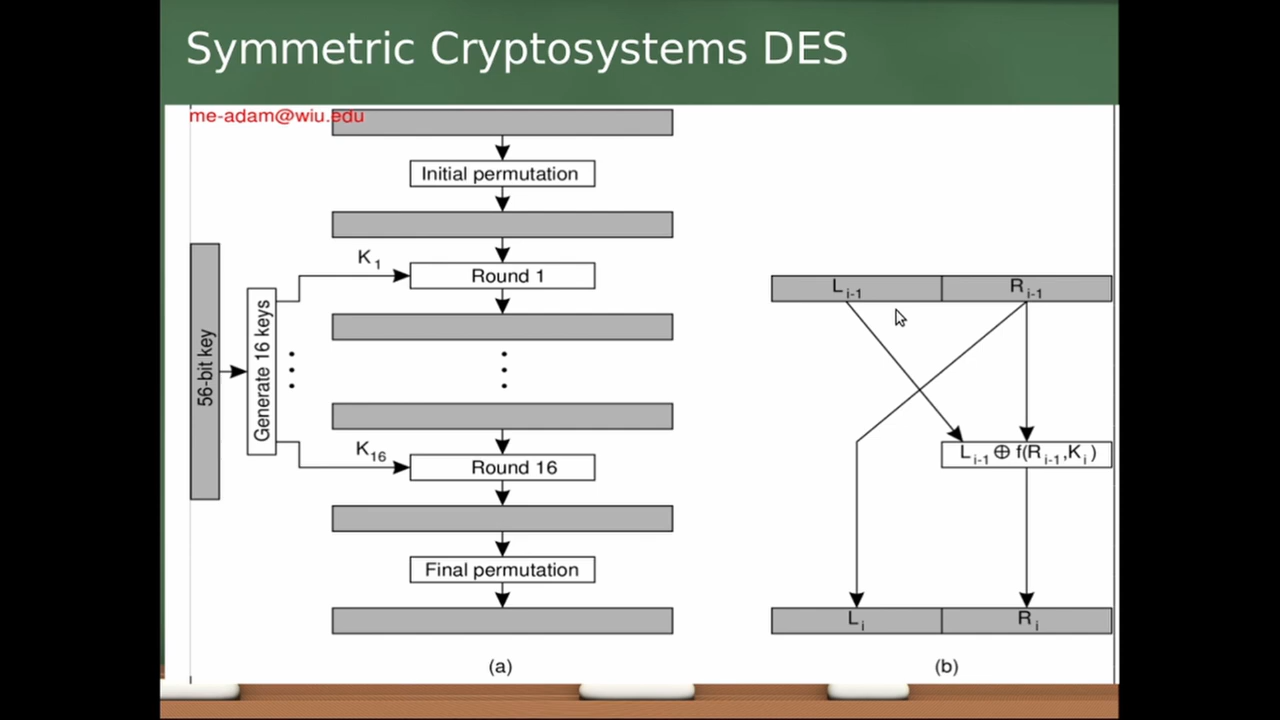 Symmetric Cryptosystems DES
me-adam@wiu.edu
Initial permutation
K1
Round 1
56-bit key
Generate 16 keys
K16
Round 16
Final permutation
(a)
Li-1 Ri-1
Li-1 ⊕ f(Ri-1,Ki)
Li Ri
(b)